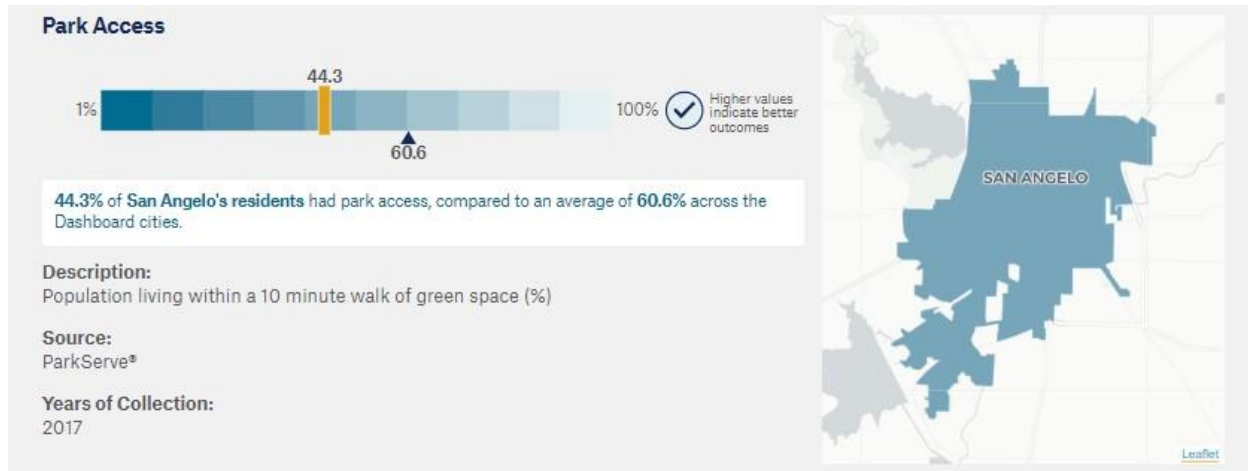 Park Access
44.3
1%
100%
Higher values
indicate better
outcomes
60.6
44.3% of San Angelo's residents had park access, compared to an average of 60.6% across the
Dashboard cities.
Description:
Population living within a 10 minute walk of green space (%)
Source:
ParkServe®
Years of Collection:
2017
SAN ANGELO
Leaflet